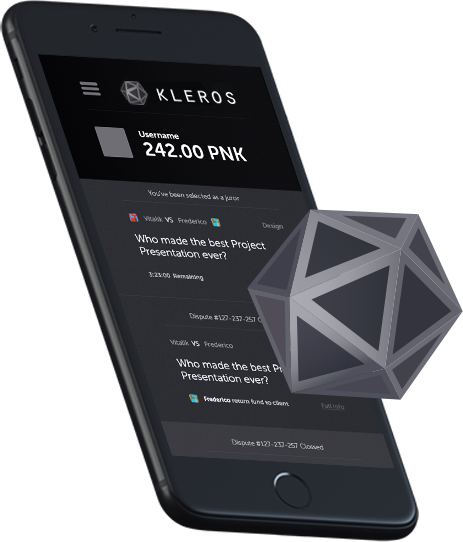 KLEROS
Username
242.00 PNK
You've been selected as a juror
Vitalik VS Frederico
Design
Who made the best Project
Presentation ever?
3:23:00 Remaining
Dispute #127-237-257
Vitalik VS Frederico
Who made the best
Presentation ever?
Frederico return fund to client
Full Info
Dispute #127-237-257 Closed